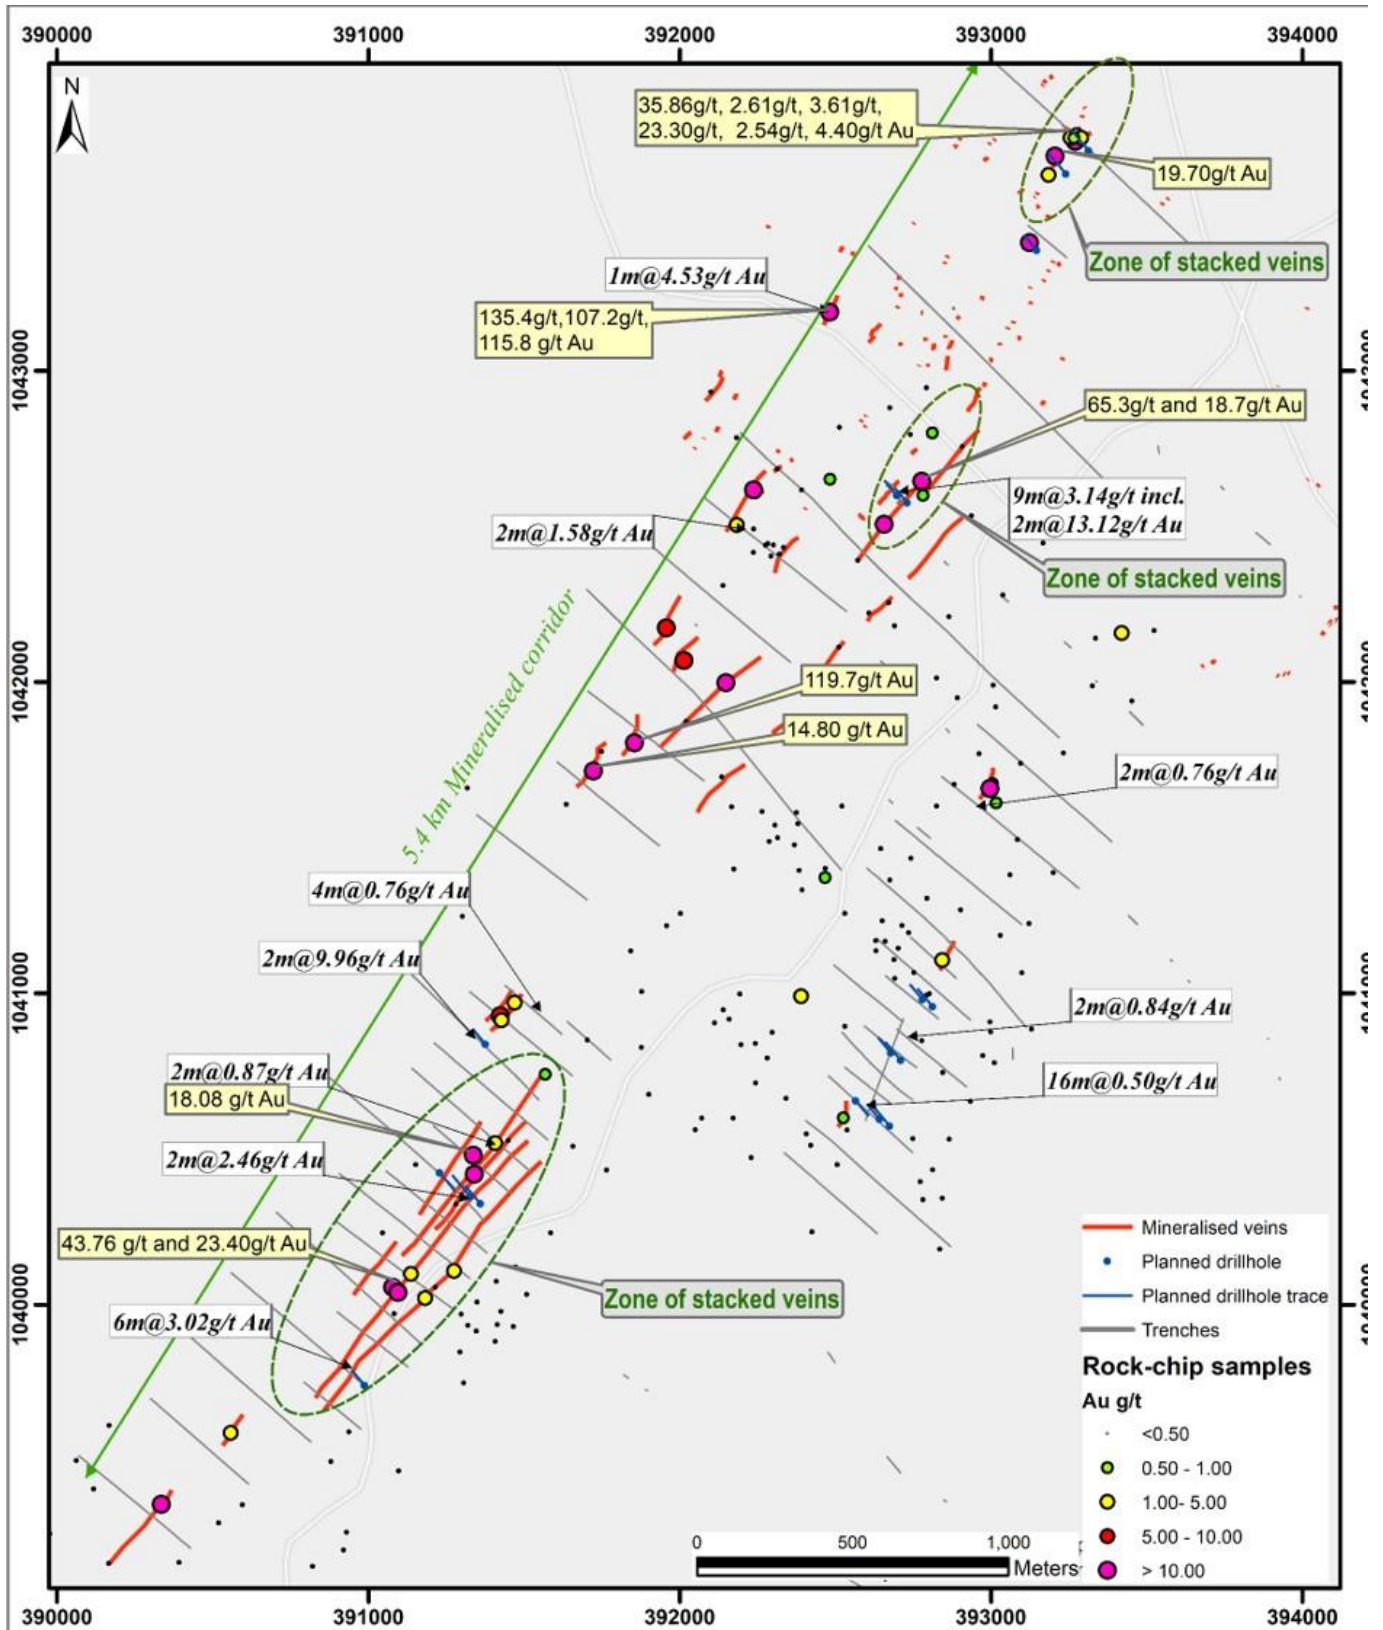 390000 391000 392000 393000 394000
N
35.86g/t, 2.61g/t, 3.61g/t,
23.30g/t, 2.54g/t, 4.40g/t Au
19.70g/t Au
Zone of stacked veins
1m@4.53g/t Au
135.4g/t,107.2g/t,
115.8 g/t Au
1043000
1043000
65.3g/t and 18.7g/t Au
9m@3.14g/t incl.
2m@13.12g/t Au
2m@1.58g/t Au
Zone of stacked veins
5.4 km Mineralised corridor
1042000
1042000
119.7g/t Au
14.80 g/t Au
2m@0.76g/t Au
4m@0.76g/t Au
2m@9.96g/t Au
1041000
1041000
2m@0.84g/t Au
2m@0.87g/t Au
18.08 g/t Au
16m@0.50g/t Au
2m@2.46g/t Au
43.76 g/t and 23.40g/t Au
Zone of stacked veins
6m@3.02g/t Au
1040000
1040000
Mineralised veins
Planned drillhole
Planned drillhole trace
Trenches
Rock-chip samples
Au g/t
<0.50
0.50 - 1.00
1.00- 5.00
5.00 - 10.00
> 10.00
0 500 1,000
Meters
390000 391000 392000 393000 394000